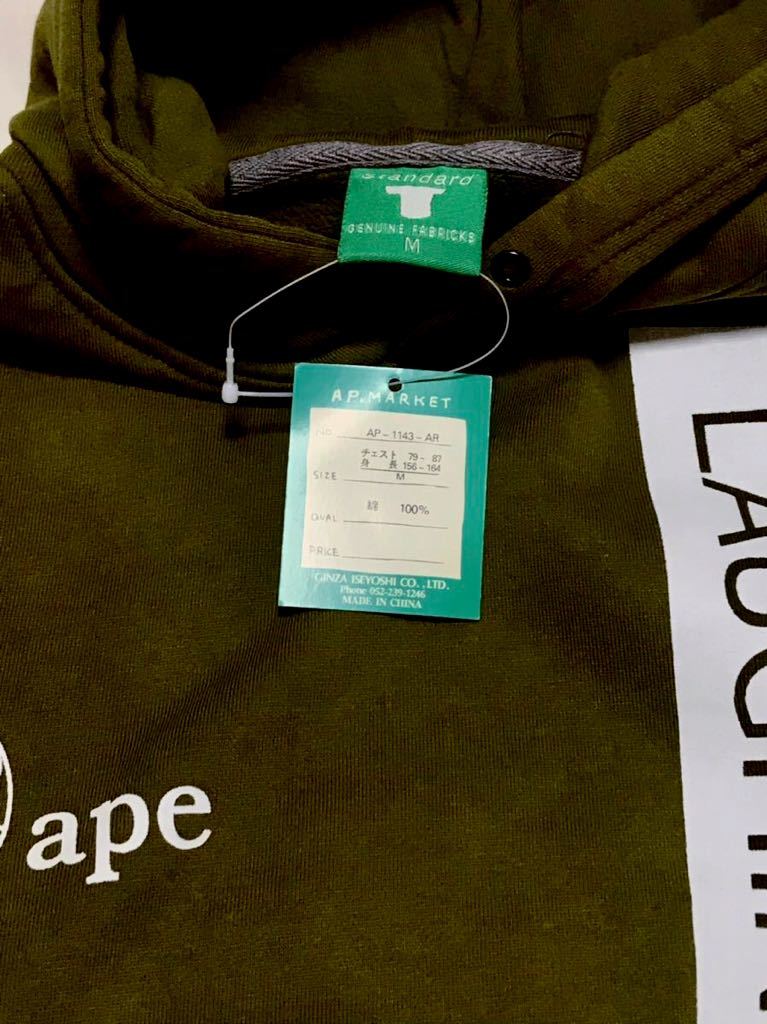 Standard
GENUINE FABRICKS
M
AP.MARKET
No. AP-1143-AR
チェスト 79~ 87
身 長 156~164
SIZE M
QUAL 綿 100%
PRICE
GINZA ISEYOSHI CO.,LTD.
Phone 052-239-1246
MADE IN CHINA
ape